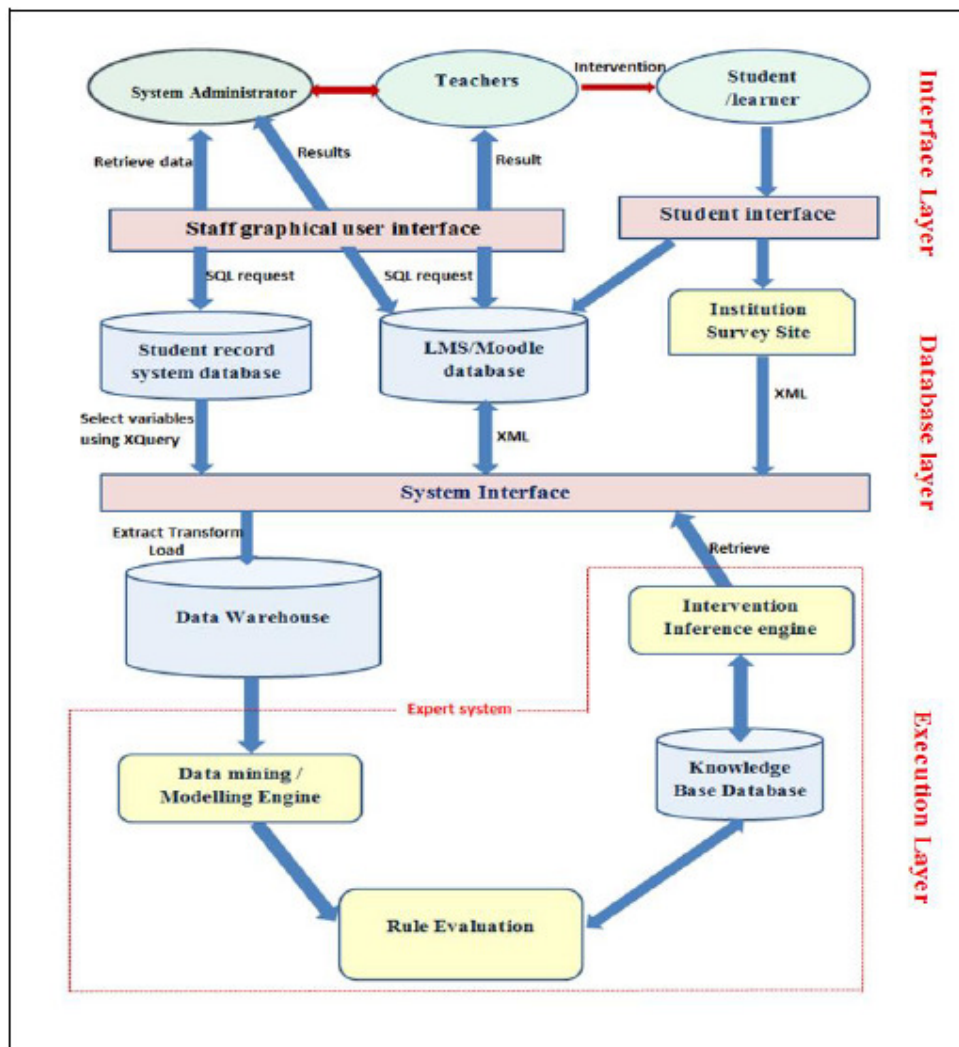 Intervention
Teachers
Student
/learner
System Administrator
Retrieve data
Results
Result
Interface Layer
Staff graphical user interface
Student interface
SQL request
SQL request
Institution
Survey Site
Student record
system database
LMS/Moodle
database
Database layer
Select variables
using XQuery
XML
XML
System Interface
Extract Transform
Load
Retrieve
Data Warehouse
Intervention
Inference engine
Expert system
Execution Layer
Data mining /
Modelling Engine
Knowledge
Base Database
Rule Evaluation